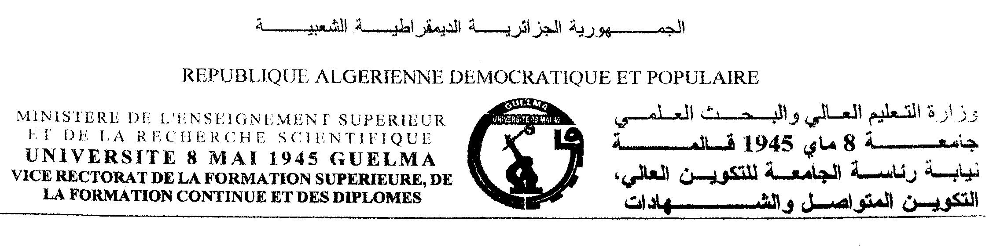 الجمهورية الجزائرية الديمقراطية الشعبية
REPUBLIQUE ALGERIENNE DEMOCRATIQUE ET POPULAIRE
MINISTERE DE L'ENSEIGNEMENT SUPERIEUR
ET DE LA RECHERCHE SCIENTIFIQUE
UNIVERSITE 8 MAI 1945 GUELMA
VICE RECTORAT DE LA FORMATION SUPERIEURE, DE
LA FORMATION CONTINUE ET DES DIPLOMES
GUELMA
UNIVERSITE 08 MAI 45
وزارة التعليم العالي والبحث العلمي
جامعة 8 ماي 1945 قالمة
نيابة رئاسة الجامعة للتكوين العالي،
التكوين المتواصل والشهادات